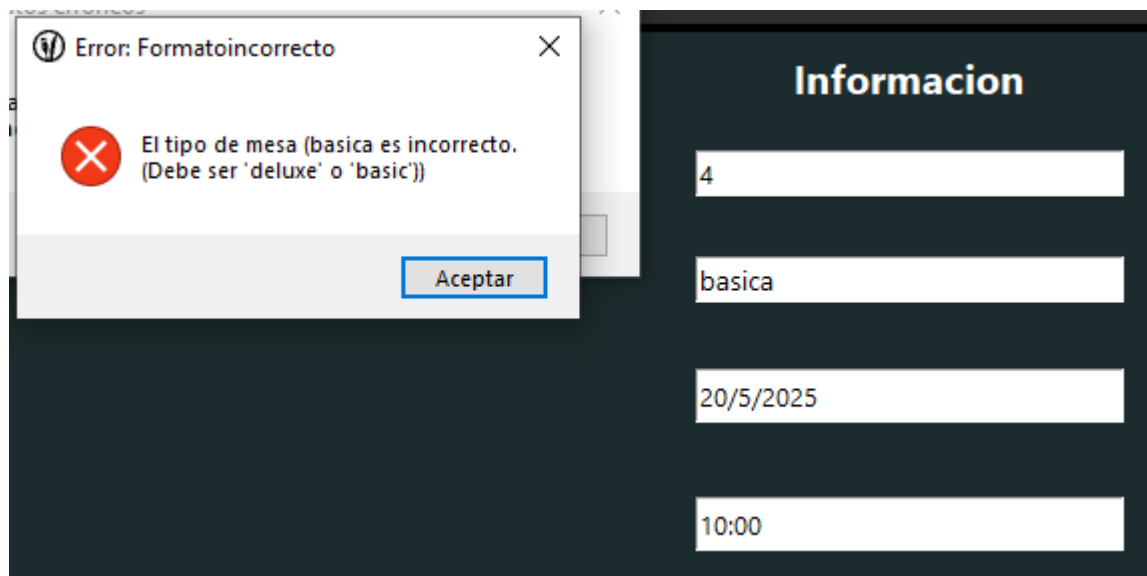 Error: Formatoincorrecto
El tipo de mesa (basica es incorrecto.
(Debe ser 'deluxe' o 'basic'))
Aceptar
Informacion
4
basica
20/5/2025
10:00